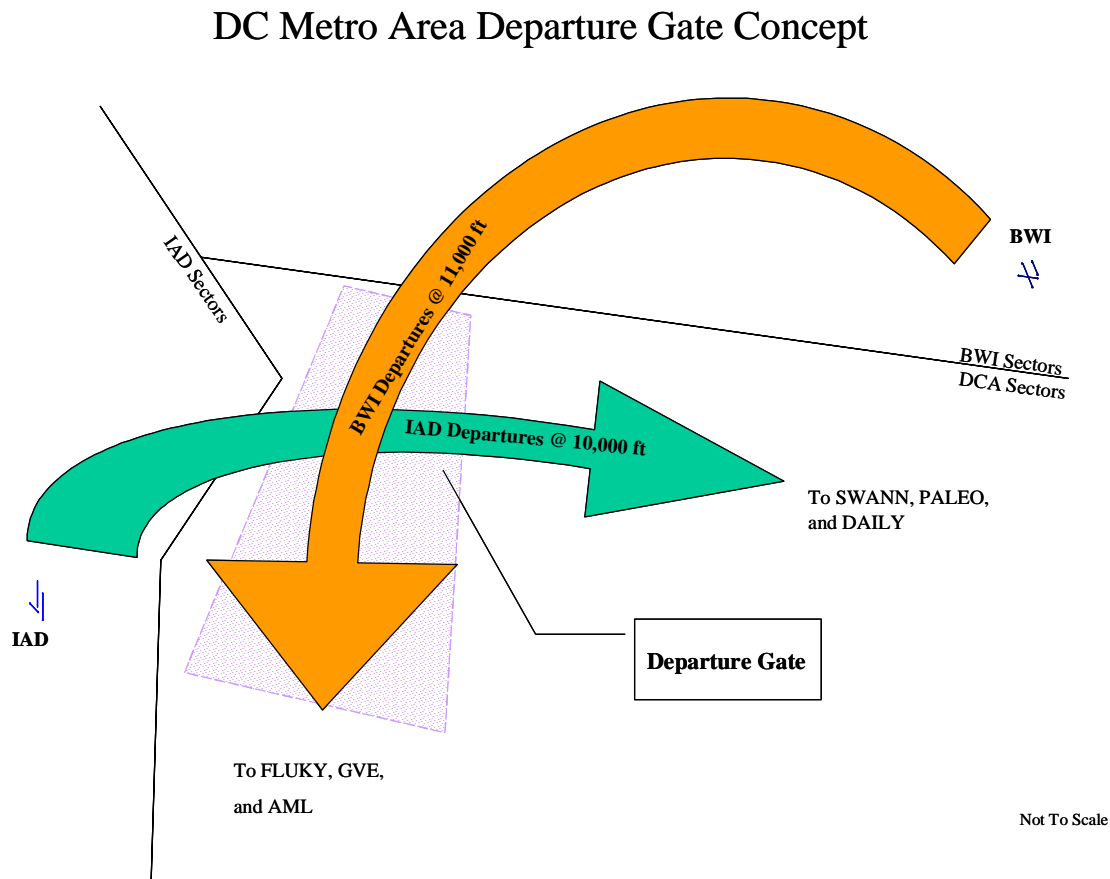 DC Metro Area Departure Gate Concept
IAD Sectors
BWI Departures @ 11,000 ft
BWI
BWI Sectors
DCA Sectors
IAD Departures @ 10,000 ft
To SWANN, PALEO,
and DAILY
IAD
Departure Gate
To FLUKY, GVE,
and AML
Not To Scale